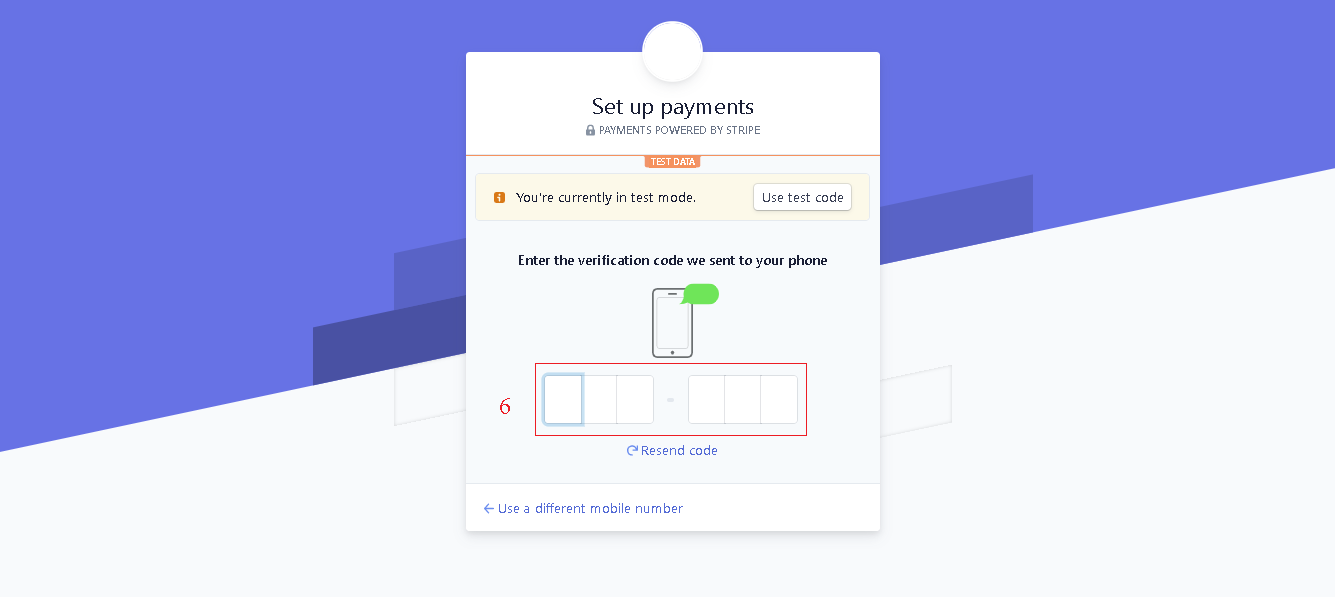 Set up payments
PAYMENTS POWERED BY STRIPE
TEST DATA
You're currently in test mode.
Use test code
Enter the verification code we sent to your phone
6
-
Resend code
Use a different mobile number